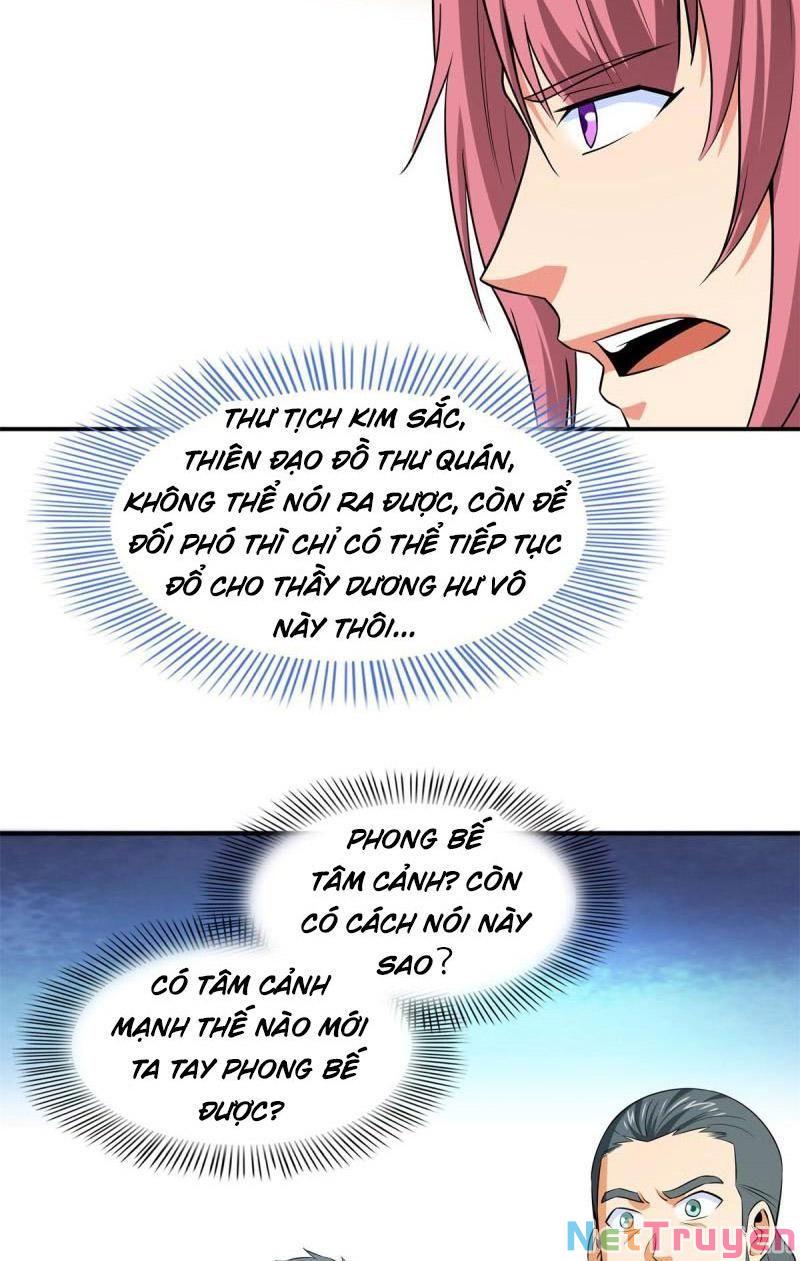 THƯ TỊCH KIM SẮC,
THIÊN ĐẠO ĐỒ THƯ QUÁN,
KHÔNG THỂ NÓI RA ĐƯỢC, CÒN ĐỂ
ĐỐI PHÓ THÌ CHỈ CÓ THỂ TIẾP TỤC
ĐỔ CHO THẦY DƯƠNG HƯ VÔ
NÀY THÔI...
PHONG BẾ
TÂM CẢNH? CÒN
CÓ CÁCH NÓI NÀY
SAO?
CÓ TÂM CẢNH
MẠNH THẾ NÀO MỚI
TA TAY PHONG BẾ
ĐƯỢC?
NetTruyen